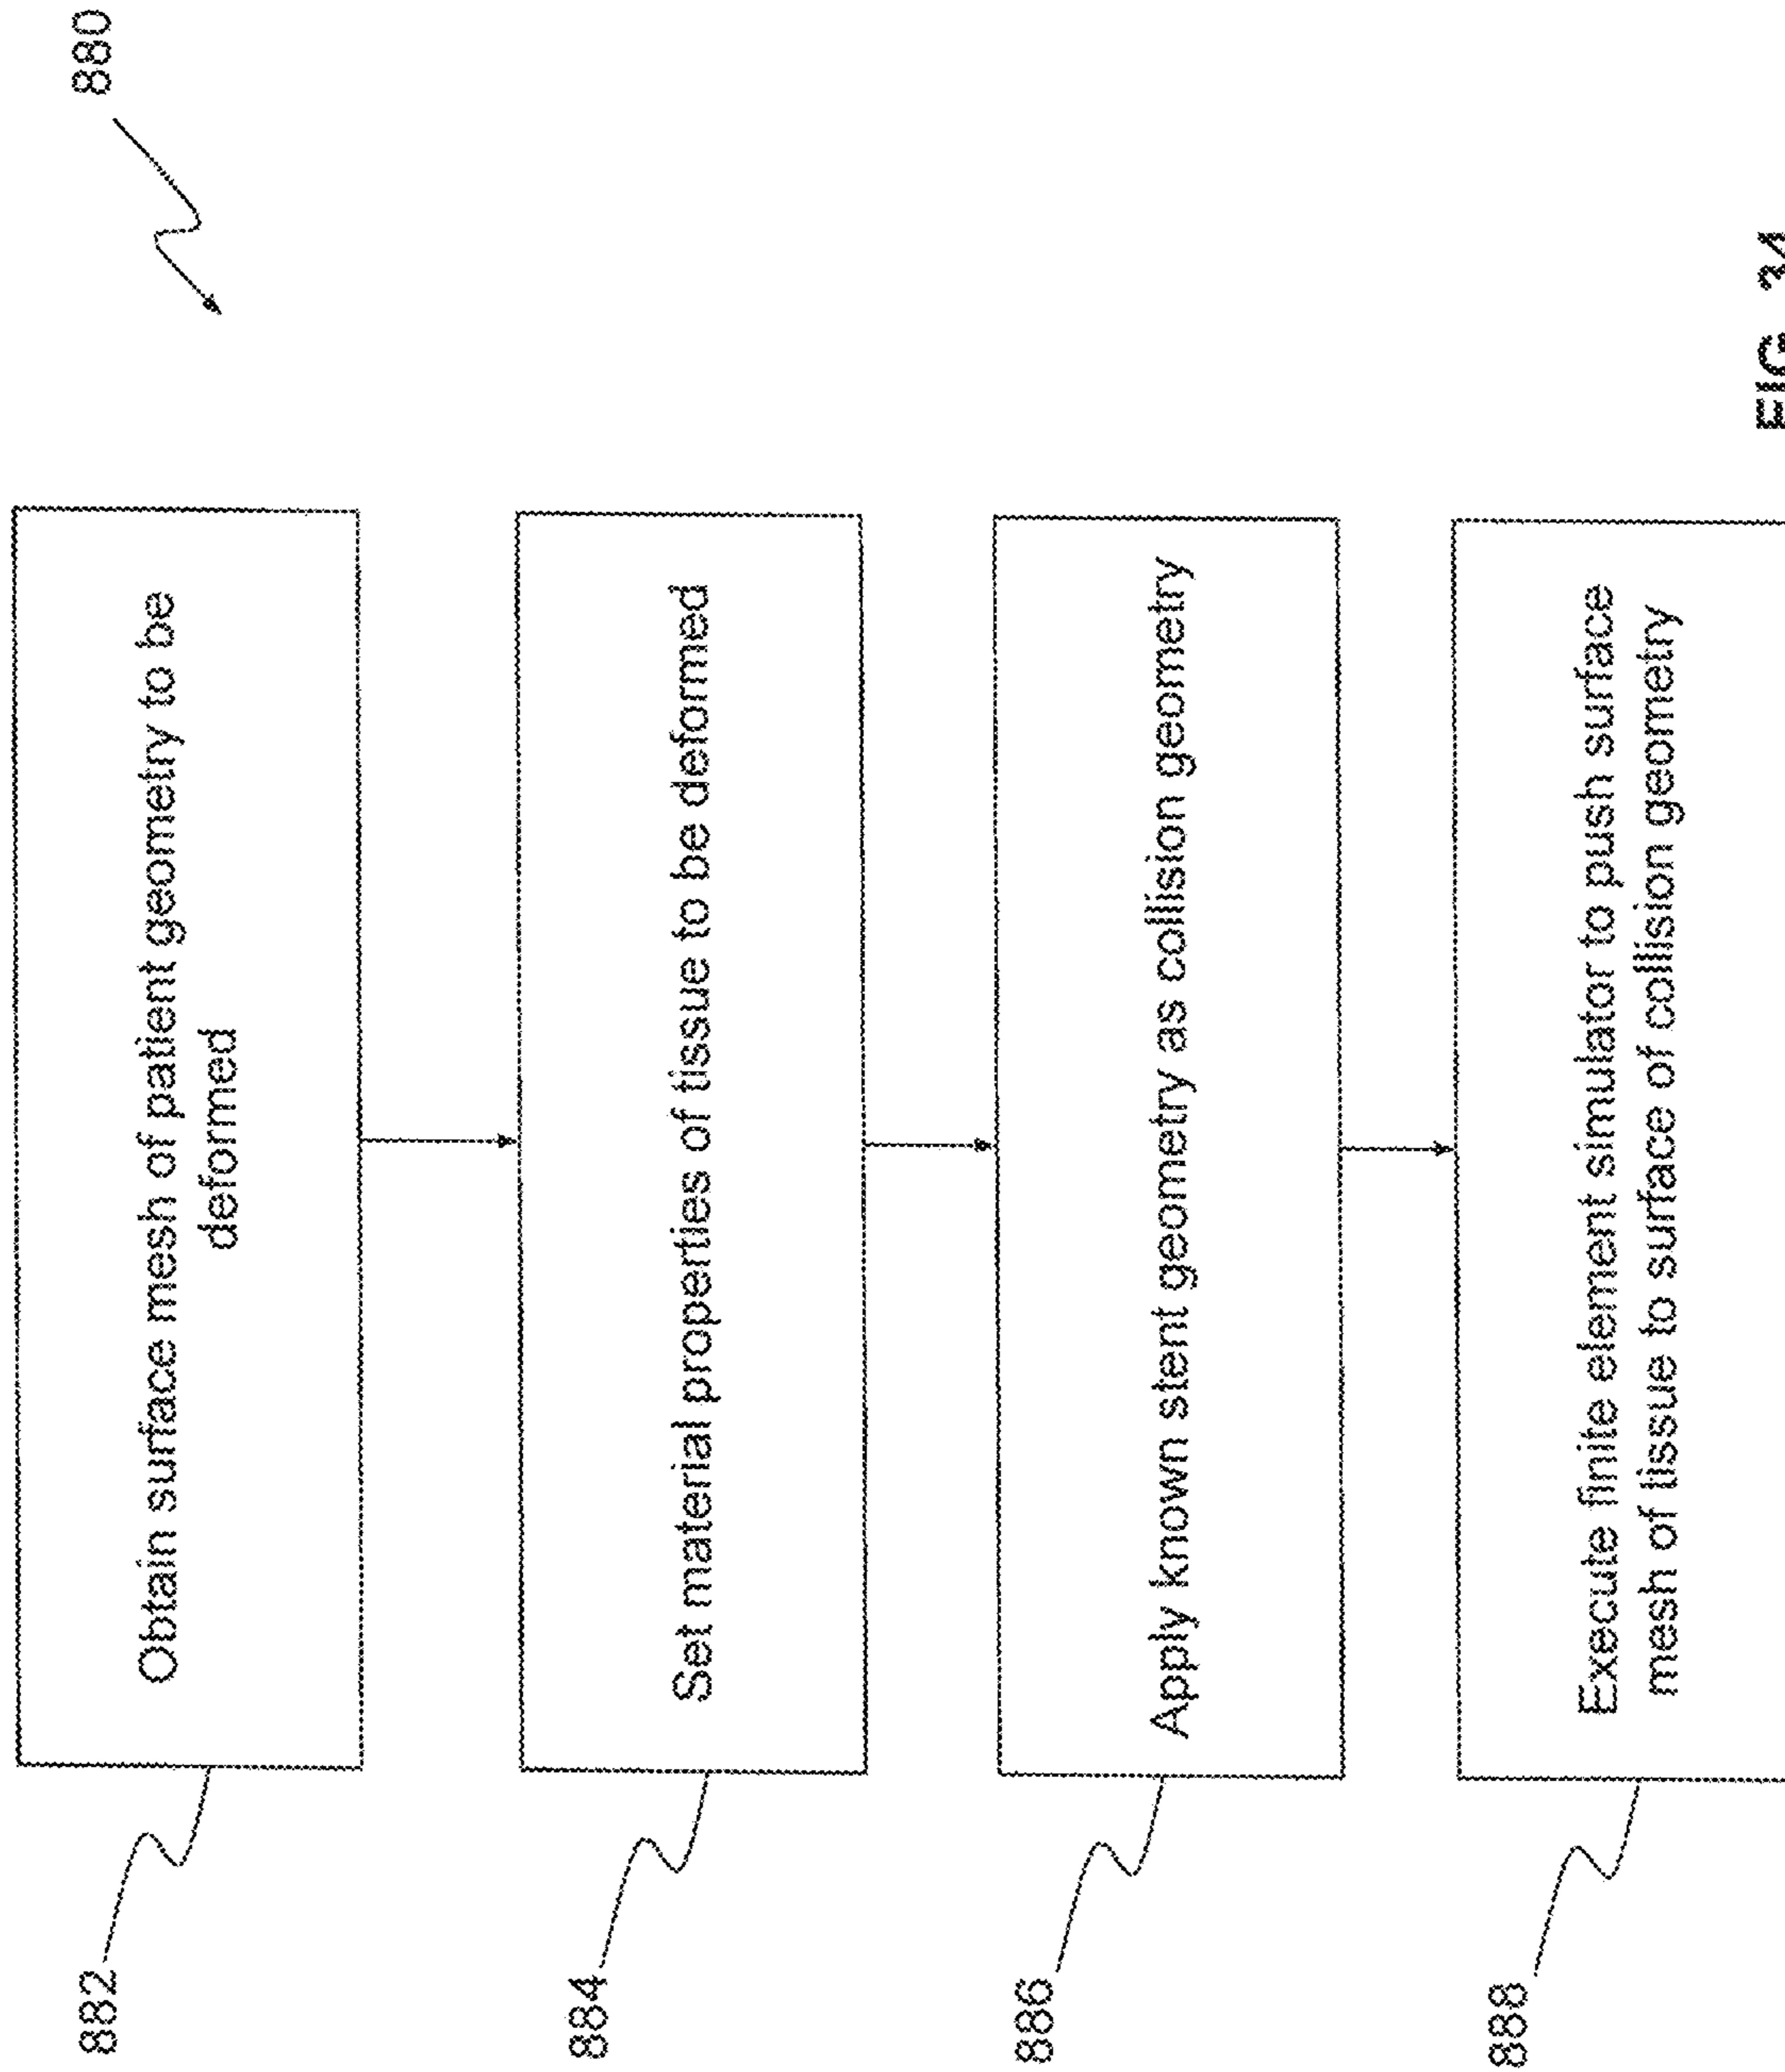 880
882
Obtain surface mesh of patient geometry to be
deformed
884
Set material properties of tissue to be deformed
886
Apply known stent geometry as collision geometry
888
Execute finite element simulator to push surface
mesh of tissue to surface of collision geometry
FIG. 34